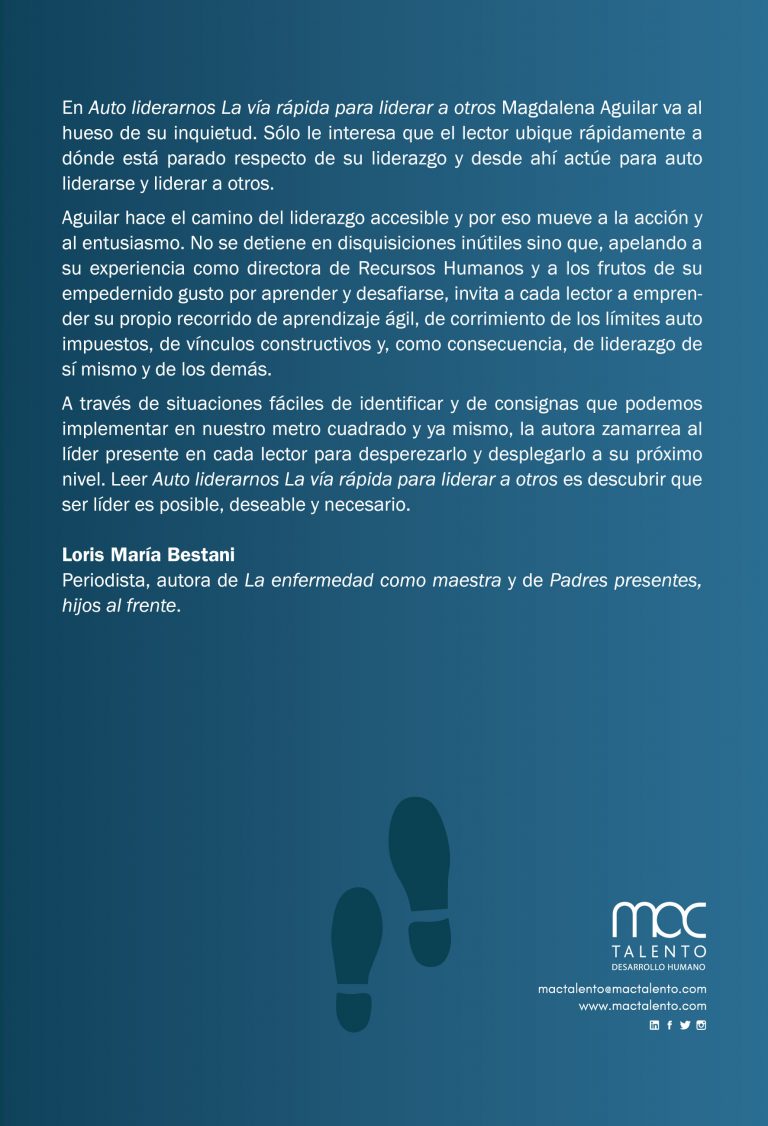 En Auto liderarnos La vía rápida para liderar a otros Magdalena Aguilar va al
hueso de su inquietud. Sólo le interesa que el lector ubique rápidamente a
dónde está parado respecto de su liderazgo y desde ahí actúe para auto
liderarse y liderar a otros.
Aguilar hace el camino del liderazgo accesible y por eso mueve a la acción y
al entusiasmo. No se detiene en disquisiciones inútiles sino que, apelando a
su experiencia como directora de Recursos Humanos y a los frutos de su
empedernido gusto por aprender y desafiarse, invita a cada lector a empren-
der su propio recorrido de aprendizaje ágil, de corrimiento de los límites auto
impuestos, de vínculos constructivos y, como consecuencia, de liderazgo de
sí mismo y de los demás.
A través de situaciones fáciles de identificar y de consignas que podemos
implementar en nuestro metro cuadrado y ya mismo, la autora zamarrea al
líder presente en cada lector para desperezarlo y desplegarlo a su próximo
nivel. Leer Auto liderarnos La vía rápida para liderar a otros es descubrir que
ser líder es posible, deseable y necesario.
Loris María Bestani
Periodista, autora de La enfermedad como maestra y de Padres presentes,
hijos al frente.
mac
TALENTO
DESARROLLO HUMANO
mactalento@mactalento.com
www.mactalento.com